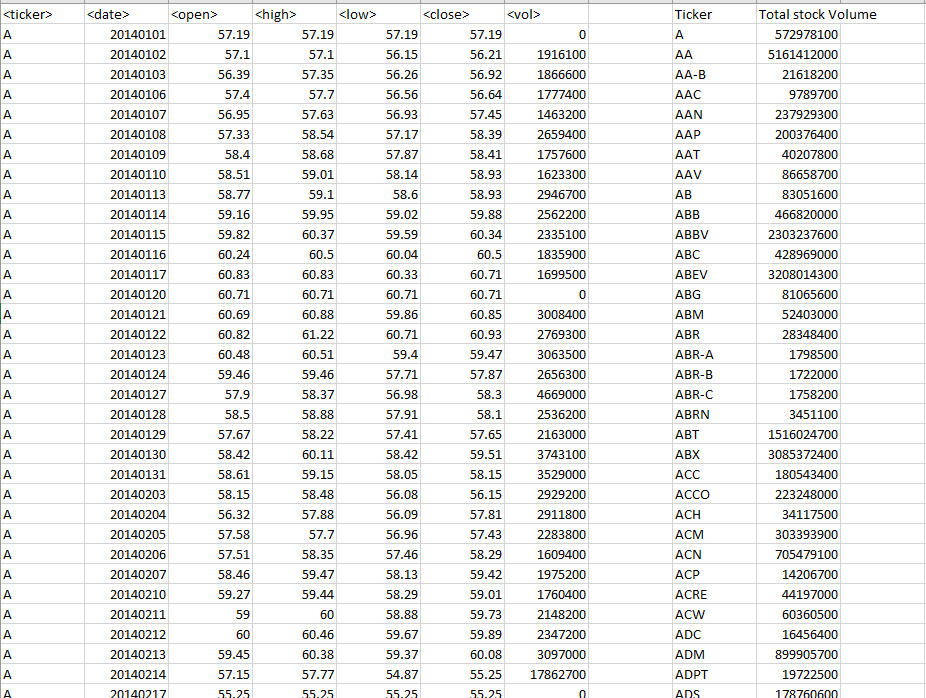 <ticker> <date> <open> <high> <low> <close> <vol> Ticker Total stock Volume
A 20140101 57.19 57.19 57.19 57.19 0 A 572978100
A 20140102 57.1 57.1 56.15 56.21 1916100 AA 5161412000
A 20140103 56.39 57.35 56.26 56.92 1866600 AA-B 21618200
A 20140106 57.4 57.7 56.56 56.64 1777400 AAC 9789700
A 20140107 56.95 57.63 56.93 57.45 1463200 AAN 237929300
A 20140108 57.33 58.54 57.17 58.39 2659400 AAP 200376400
A 20140109 58.4 58.68 57.87 58.41 1757600 AAT 40207800
A 20140110 58.51 59.01 58.14 58.93 1623300 AAV 86658700
A 20140113 58.77 59.1 58.6 58.93 2946700 AB 83051600
A 20140114 59.16 59.95 59.02 59.88 2562200 ABB 466820000
A 20140115 59.82 60.37 59.59 60.34 2335100 ABBV 2303237600
A 20140116 60.24 60.5 60.04 60.5 1835900 ABC 428969000
A 20140117 60.83 60.83 60.33 60.71 1699500 ABEV 3208014300
A 20140120 60.71 60.71 60.71 60.71 0 ABG 81065600
A 20140121 60.69 60.88 59.86 60.85 3008400 ABM 52403000
A 20140122 60.82 61.22 60.71 60.93 2769300 ABR 28348400
A 20140123 60.48 60.51 59.4 59.47 3063500 ABR-A 1798500
A 20140124 59.46 59.46 57.71 57.87 2656300 ABR-B 1722000
A 20140127 57.9 58.37 56.98 58.3 4669000 ABR-C 1758200
A 20140128 58.5 58.88 57.91 58.1 2536200 ABRN 3451100
A 20140129 57.67 58.22 57.41 57.65 2163000 ABT 1516024700
A 20140130 58.42 60.11 58.42 59.51 3743100 ABX 3085372400
A 20140131 58.61 59.15 58.05 58.15 3529000 ACC 180543400
A 20140203 58.15 58.48 56.08 56.15 2929200 ACCO 223248000
A 20140204 56.32 57.88 56.09 57.81 2911800 ACH 34117500
A 20140205 57.58 57.7 56.96 57.43 2283800 ACM 303393900
A 20140206 57.51 58.35 57.46 58.29 1609400 ACN 705479100
A 20140207 58.46 59.47 58.13 59.42 1975200 ACP 14206700
A 20140210 59.27 59.44 58.29 59.01 1760400 ACRE 44197000
A 20140211 59 60 58.88 59.73 2148200 ACW 60360500
A 20140212 60 60.46 59.67 59.89 2347200 ADC 16456400
A 20140213 59.45 60.38 59.37 60.08 3097000 ADM 899905700
A 20140214 57.15 57.77 54.87 55.25 17862700 ADPT 19722500
A 20140217 55.25 55.25 55.25 55.25 0 ADS 178760600